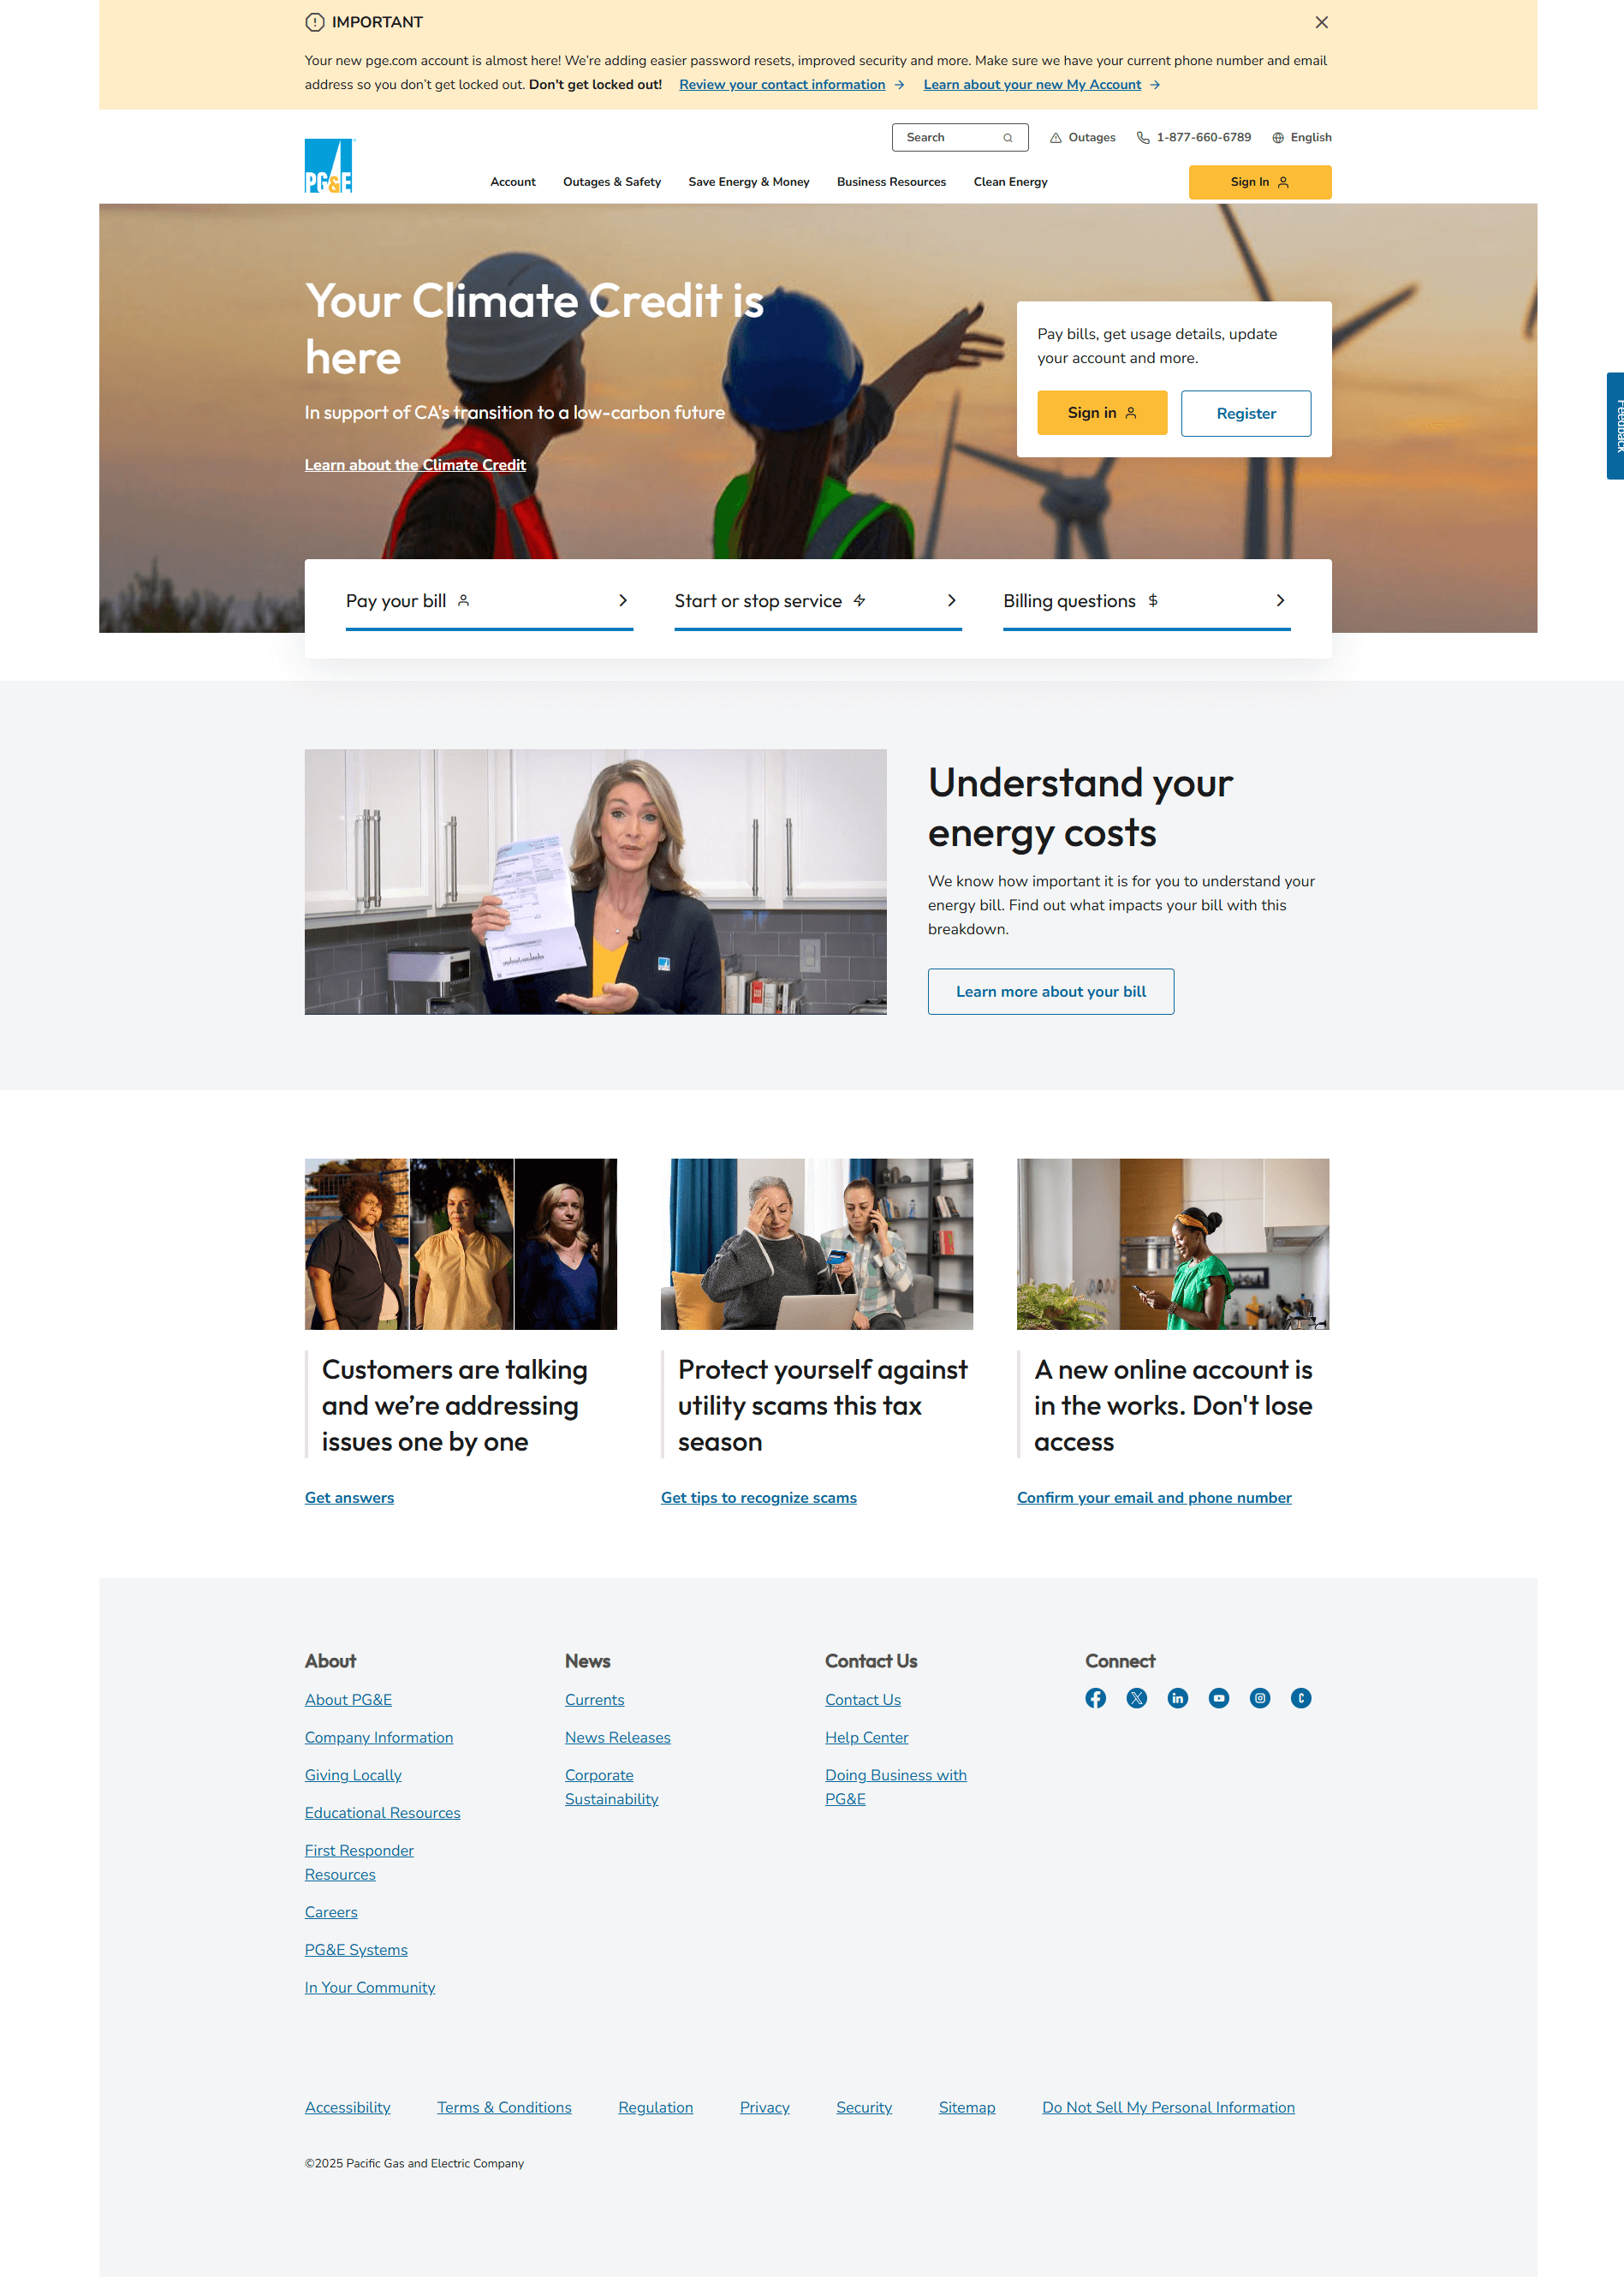 IMPORTANT
Your new pge.com account is almost here! We’re adding easier password resets, improved security and more. Make sure we have your current phone number and email
address so you don’t get locked out. Don't get locked out! Review your contact information Learn about your new My Account
Search
Outages
1-877-660-6789
English
PG&E
Account
Outages & Safety
Save Energy & Money
Business Resources
Clean Energy
Sign In
Your Climate Credit is
here
In support of CA's transition to a low-carbon future
Learn about the Climate Credit
Pay bills, get usage details, update
your account and more.
Sign in
Register
Feedback
Pay your bill
Start or stop service
Billing questions
Understand your
energy costs
We know how important it is for you to understand your
energy bill. Find out what impacts your bill with this
breakdown.
Learn more about your bill
Customers are talking
and we’re addressing
issues one by one
Get answers
Protect yourself against
utility scams this tax
season
Get tips to recognize scams
A new online account is
in the works. Don't lose
access
Confirm your email and phone number
About
About PG&E
Company Information
Giving Locally
Educational Resources
First Responder
Resources
Careers
PG&E Systems
In Your Community
News
Currents
News Releases
Corporate
Sustainability
Contact Us
Contact Us
Help Center
Doing Business with
PG&E
Connect
Accessibility
Terms & Conditions
Regulation
Privacy
Security
Sitemap
Do Not Sell My Personal Information
©2025 Pacific Gas and Electric Company